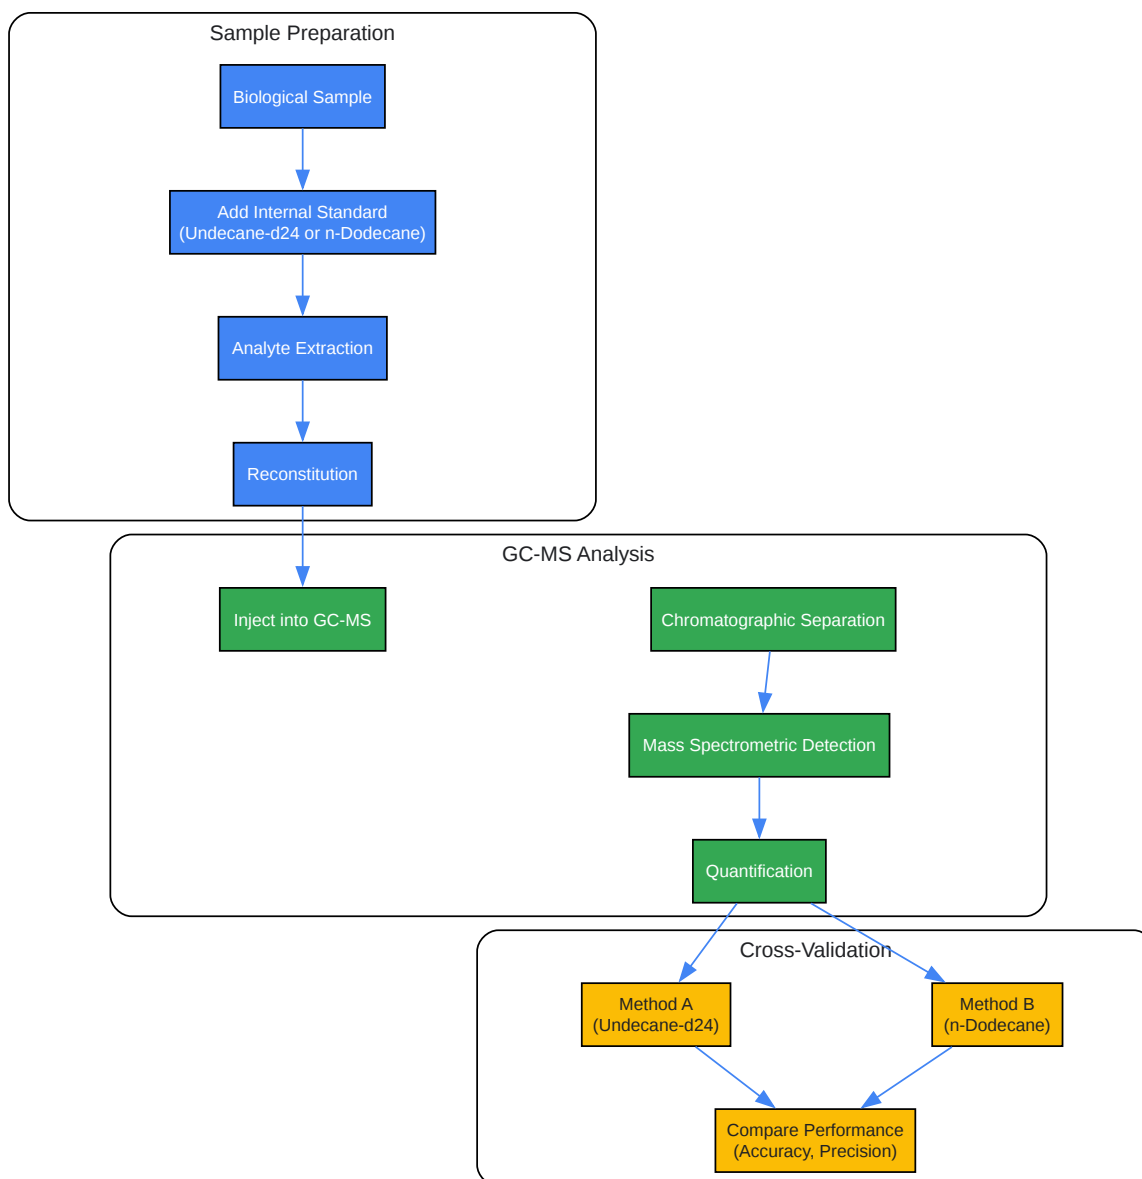 Sample Preparation
Biological Sample
Add Internal Standard
(Undecane-d24 or n-Dodecane)
Analyte Extraction
Reconstitution
GC-MS Analysis
Inject into GC-MS
Chromatographic Separation
Mass Spectrometric Detection
Quantification
Cross-Validation
Method A
(Undecane-d24)
Method B
(n-Dodecane)
Compare Performance
(Accuracy, Precision)